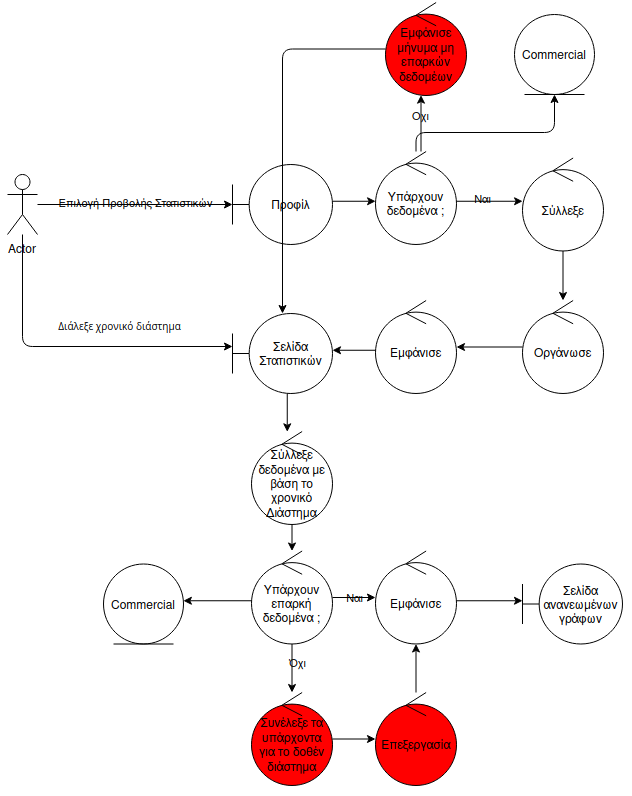 Εμφάνισε
μήνυμα μη
επαρκών
δεδομέων
Commercial
Οχι
Επιλογή Προβολής Στατιστικών
Προφίλ
Υπάρχουν
δεδομένα ;
Ναι
Σύλλεξε
Actor
Διάλεξε χρονικό διάστημα
Σελίδα
Στατιστικών
Εμφάνισε
Οργάνωσε
Σύλλεξε
δεδομένα με
βάση το
χρονικό
Διάστημα
Commercial
Υπάρχουν
επαρκή
δεδομένα ;
Ναι
Εμφάνισε
Σελίδα
ανανεωμένων
γράφων
Όχι
Συνέλεξε τα
υπάρχοντα
για το δοθέν
διάστημα
Επεξεργασία